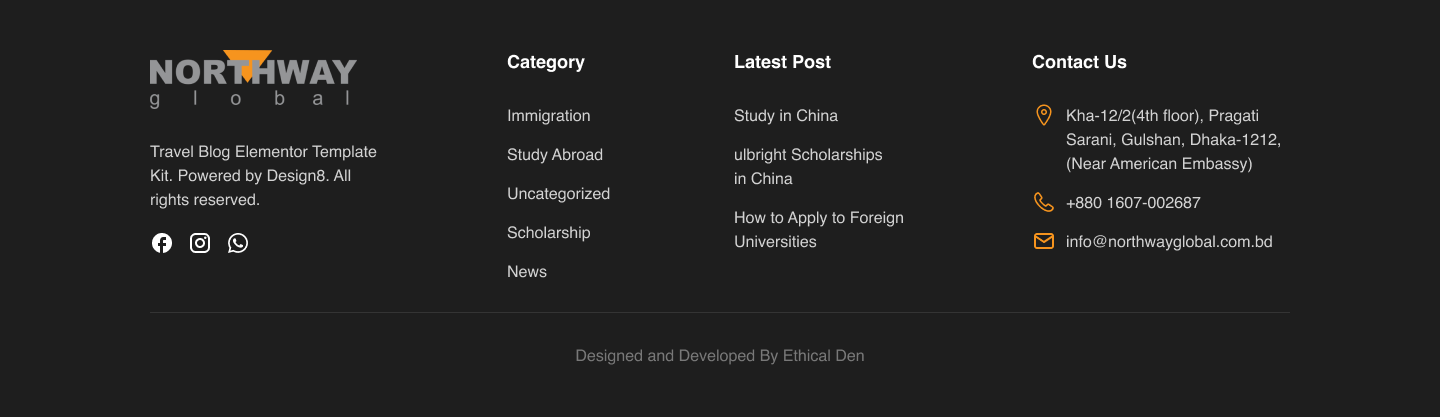 NORTHWAY
global
Travel Blog Elementor Template
Kit. Powered by Design8. All
rights reserved.
Category
Immigration
Study Abroad
Uncategorized
Scholarship
News
Latest Post
Study in China
ulbright Scholarships
in China
How to Apply to Foreign
Universities
Contact Us
Kha-12/2(4th floor), Pragati
Sarani, Gulshan, Dhaka-1212,
(Near American Embassy)
+880 1607-002687
info@northwayglobal.com.bd
Designed and Developed By Ethical Den